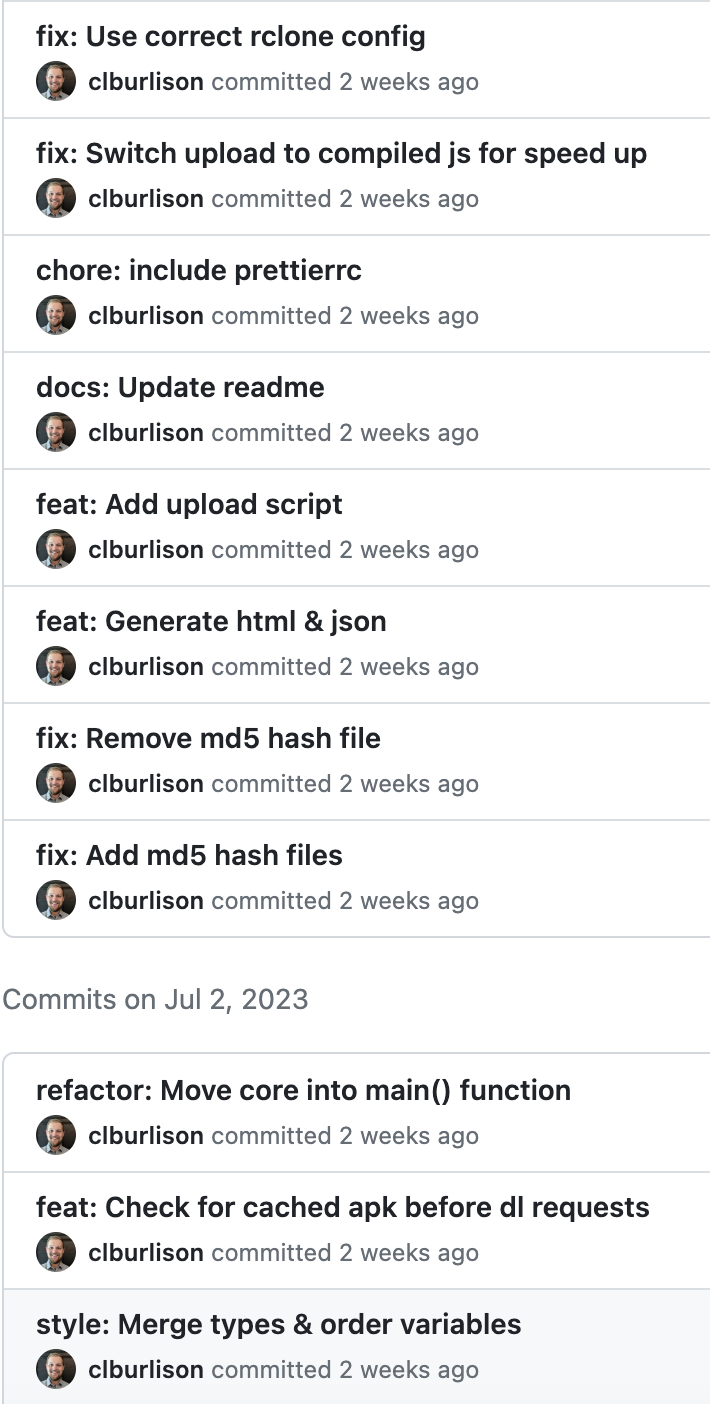 fix: Use correct rclone config
clburlison committed 2 weeks ago
fix: Switch upload to compiled js for speed up
clburlison committed 2 weeks ago
chore: include prettierrc
clburlison committed 2 weeks ago
docs: Update readme
clburlison committed 2 weeks ago
feat: Add upload script
clburlison committed 2 weeks ago
feat: Generate html & json
clburlison committed 2 weeks ago
fix: Remove md5 hash file
clburlison committed 2 weeks ago
fix: Add md5 hash files
clburlison committed 2 weeks ago
Commits on Jul 2, 2023
refactor: Move core into main() function
clburlison committed 2 weeks ago
feat: Check for cached apk before dl requests
clburlison committed 2 weeks ago
style: Merge types & order variables
clburlison committed 2 weeks ago